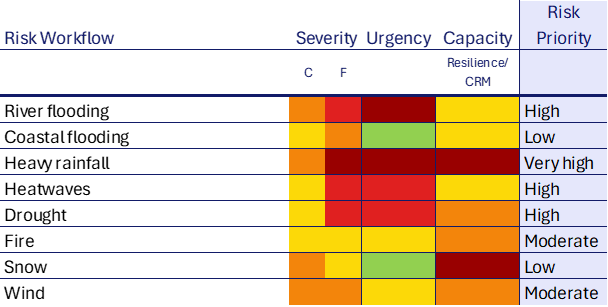 Risk
Risk Workflow Severity Urgency Capacity Priority
C F Resilience/
CRM
River flooding High
Coastal flooding Low
Heavy rainfall Very high
Heatwaves High
Drought High
Fire Moderate
Snow Low
Wind Moderate